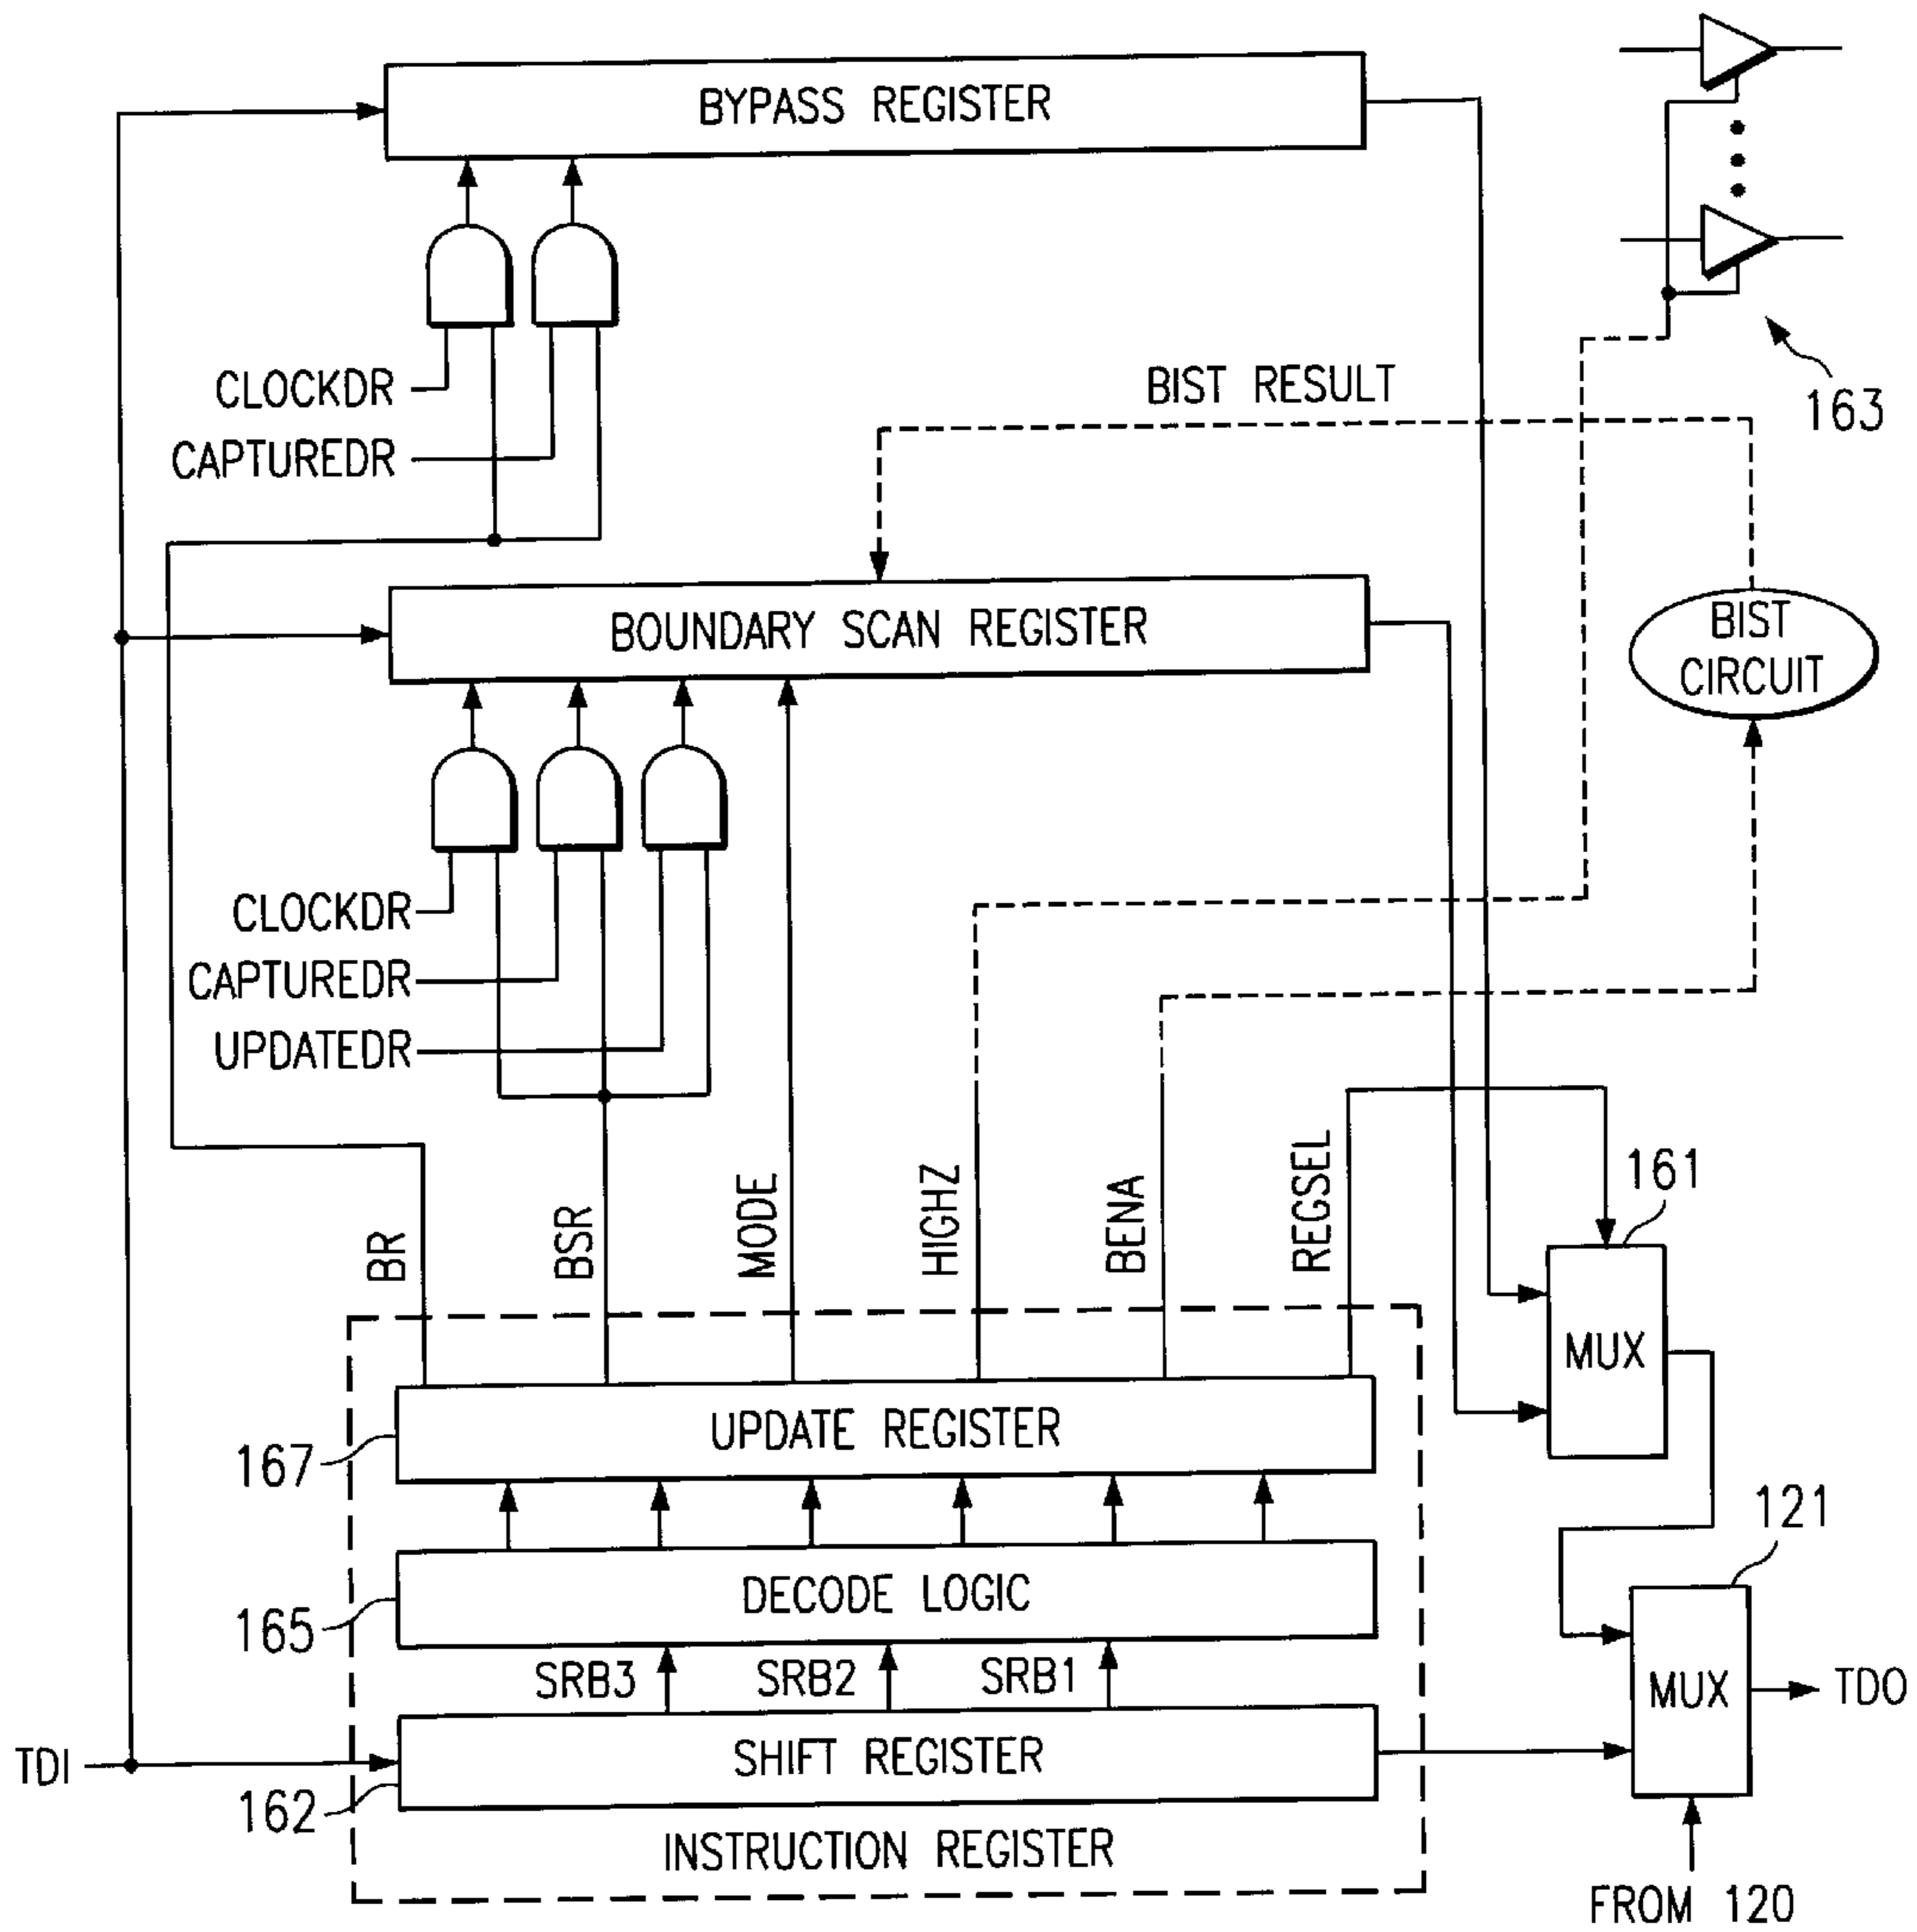 BYPASS REGISTER
CLOCKDR
CAPTUREDR
BIST RESULT
163
BOUNDARY SCAN REGISTER
BIST
CIRCUIT
CLOCKDR
CAPTUREDR
UPDATEDR
BR
BSR
MODE
HIGHZ
BENA
REGSEL
161
MUX
UPDATE REGISTER
167
121
DECODE LOGIC
165
SRB3
SRB2
SRB1
MUX
TDO
TDI
SHIFT REGISTER
162
INSTRUCTION REGISTER
FROM 120